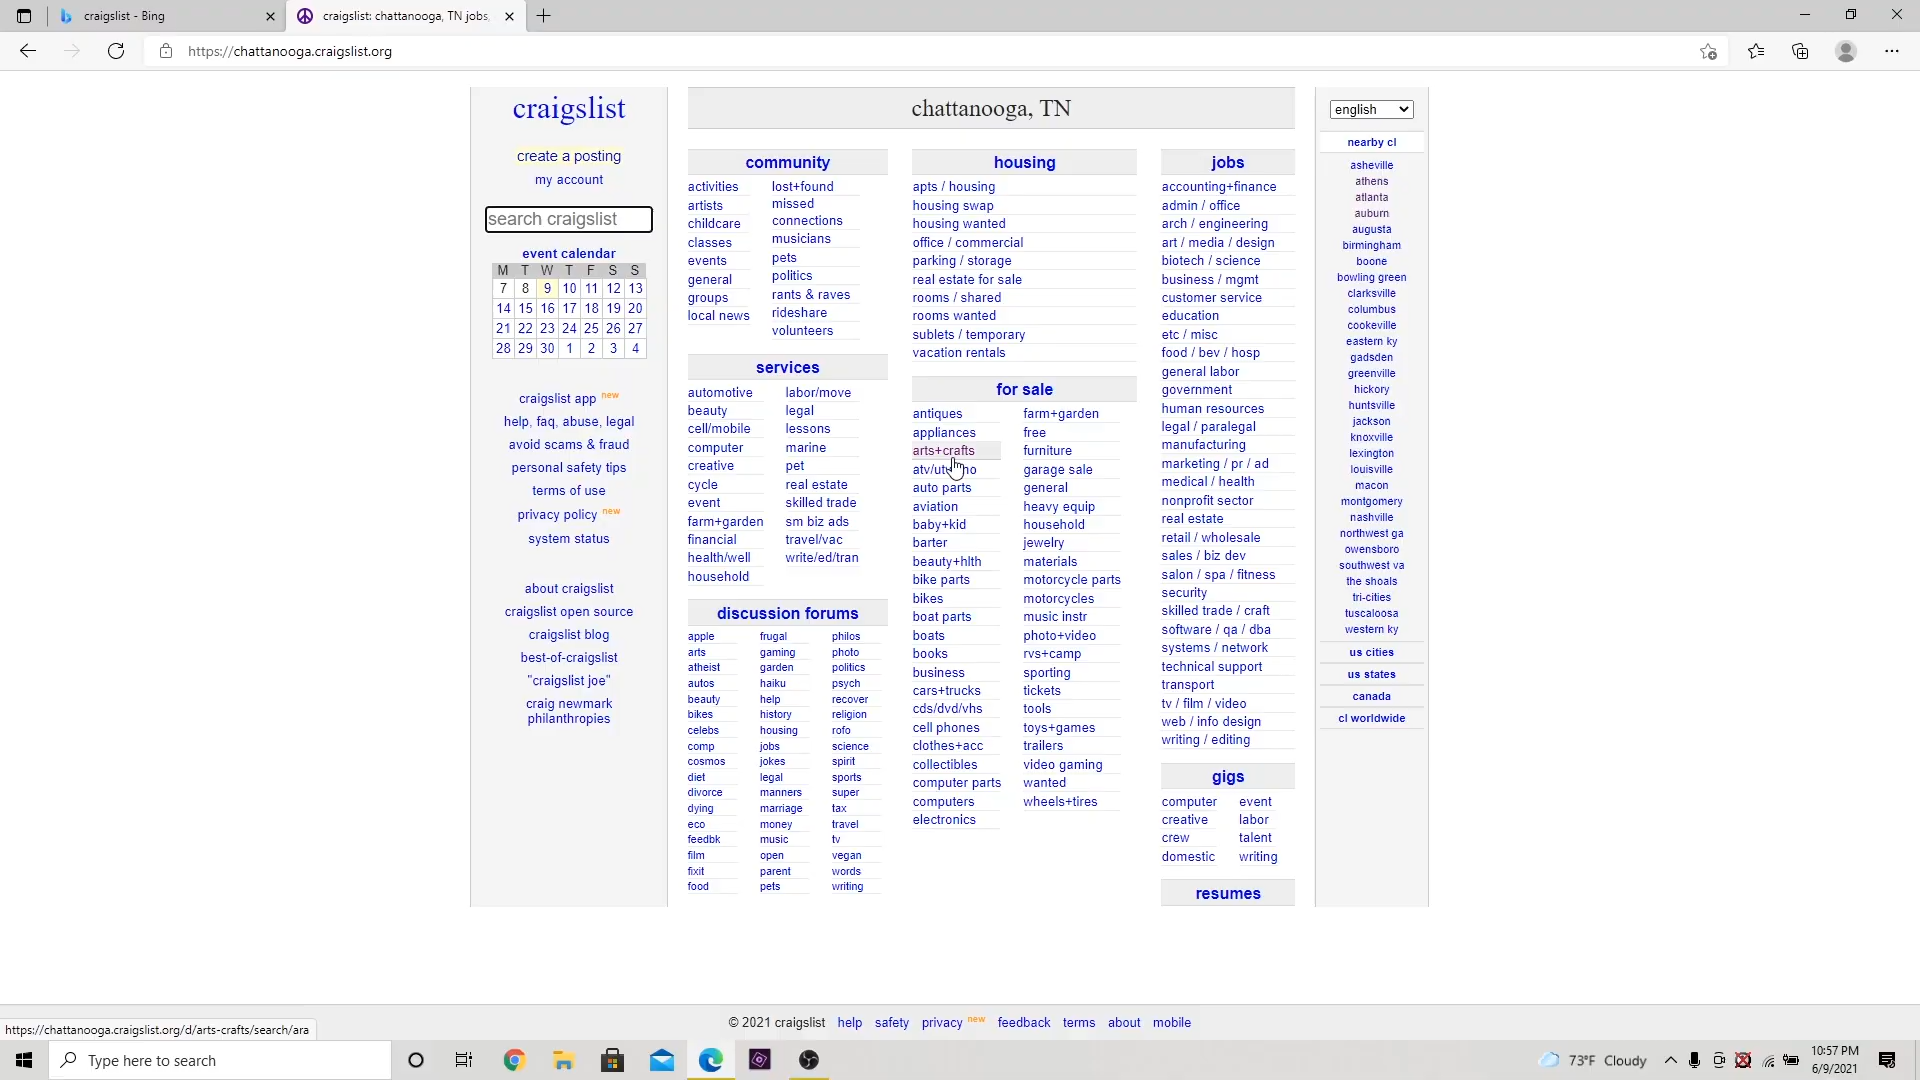 craigslist - Bing
craigslist: chattanooga, TN jobs,
https://chattanooga.craigslist.org
craigslist
create a posting
my account
search craigslist
event calendar
M T W T F S S
7 8 9 10 11 12 13
14 15 16 17 18 19 20
21 22 23 24 25 26 27
28 29 30 1 2 3 4
craigslist app new
help, faq, abuse, legal
avoid scams & fraud
personal safety tips
terms of use
privacy policy new
system status
about craigslist
craigslist open source
craigslist blog
best-of-craigslist
"craigslist joe"
craig newmark
philanthropies
chattanooga, TN
community
activities
artists
childcare
classes
events
general
groups
local news
lost+found
missed
connections
musicians
pets
politics
rants & raves
rideshare
volunteers
services
automotive
beauty
cell/mobile
computer
creative
cycle
event
farm+garden
financial
health/well
household
labor/move
legal
lessons
marine
pet
real estate
skilled trade
sm biz ads
travel/vac
write/ed/tran
discussion forums
apple
arts
atheist
autos
beauty
bikes
celebs
comp
cosmos
diet
divorce
dying
eco
feedbk
film
fixit
food
frugal
gaming
garden
haiku
help
history
housing
jobs
jokes
legal
manners
marriage
money
music
open
parent
pets
philos
photo
politics
psych
recover
religion
rofo
science
spirit
sports
super
tax
travel
tv
vegan
words
writing
housing
apts / housing
housing swap
housing wanted
office / commercial
parking / storage
real estate for sale
rooms / shared
rooms wanted
sublets / temporary
vacation rentals
for sale
antiques
appliances
arts+crafts
auto parts
aviation
baby+kid
barter
beauty+hlth
bike parts
bikes
boat parts
boats
books
business
cars+trucks
cds/dvd/vhs
cell phones
clothes+acc
collectibles
computer parts
computers
electronics
farm+garden
free
furniture
garage sale
general
heavy equip
household
jewelry
materials
motorcycle parts
motorcycles
music instr
photo+video
rvs+camp
sporting
tickets
tools
toys+games
trailers
video gaming
wanted
wheels+tires
jobs
accounting+finance
admin / office
arch / engineering
art / media / design
biotech / science
business / mgmt
customer service
education
etc / misc
food / bev / hosp
general labor
government
human resources
legal / paralegal
manufacturing
marketing / pr / ad
medical / health
nonprofit sector
real estate
retail / wholesale
sales / biz dev
salon / spa / fitness
security
skilled trade / craft
software / qa / dba
systems / network
technical support
transport
tv / film / video
web / info design
writing / editing
gigs
computer
creative
crew
domestic
event
labor
talent
writing
resumes
english
nearby cl
asheville
athens
atlanta
auburn
augusta
birmingham
boone
bowling green
clarksville
columbus
cookeville
eastern ky
gadsden
greenville
hickory
huntsville
jackson
knoxville
lexington
louisville
macon
montgomery
nashville
northwest ga
owensboro
southwest va
the shoals
tri-cities
tuscaloosa
western ky
us cities
us states
canada
cl worldwide
© 2021 craigslist help safety privacy new feedback terms about mobile
https://chattanooga.craigslist.org/d/arts-crafts/search/ara
Type here to search
73°F Cloudy
10:57 PM
6/9/2021